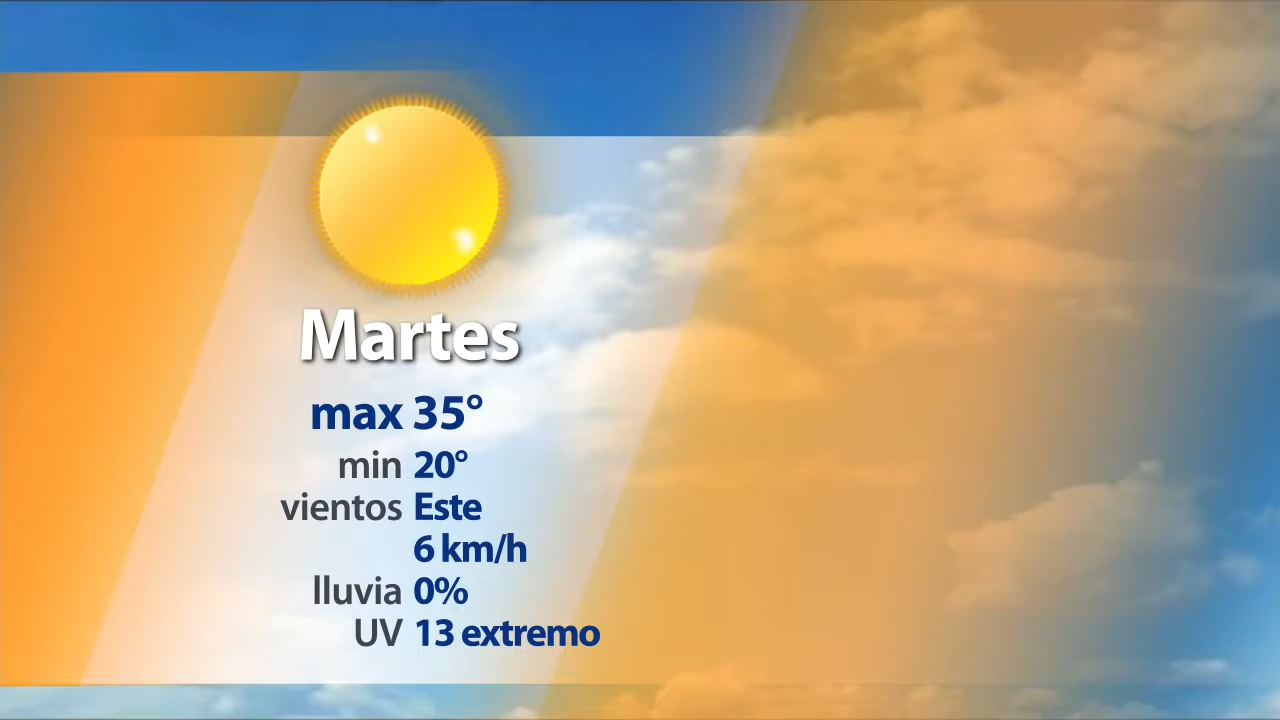 Martes
max 35°
min 20°
vientos Este
6 km/h
lluvia 0%
UV 13 extremo